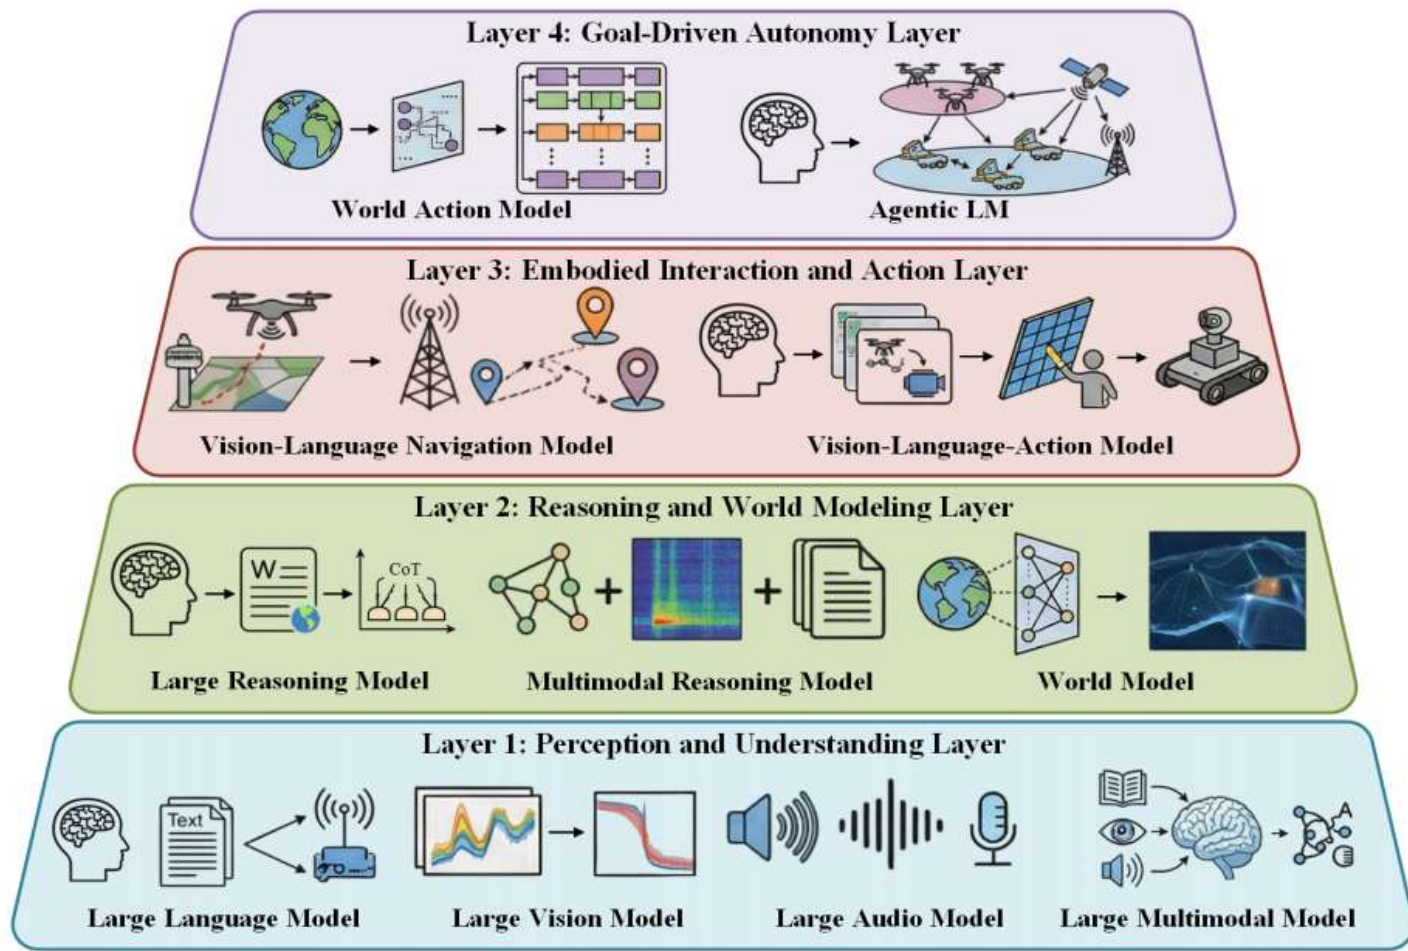 Layer 4: Goal-Driven Autonomy Layer
World Action Model
Agentic LM
Layer 3: Embodied Interaction and Action Layer
Vision-Language Navigation Model
Vision-Language-Action Model
Layer 2: Reasoning and World Modeling Layer
W
CoT
Large Reasoning Model
Multimodal Reasoning Model
World Model
Layer 1: Perception and Understanding Layer
Text
A
Large Language Model
Large Vision Model
Large Audio Model
Large Multimodal Model